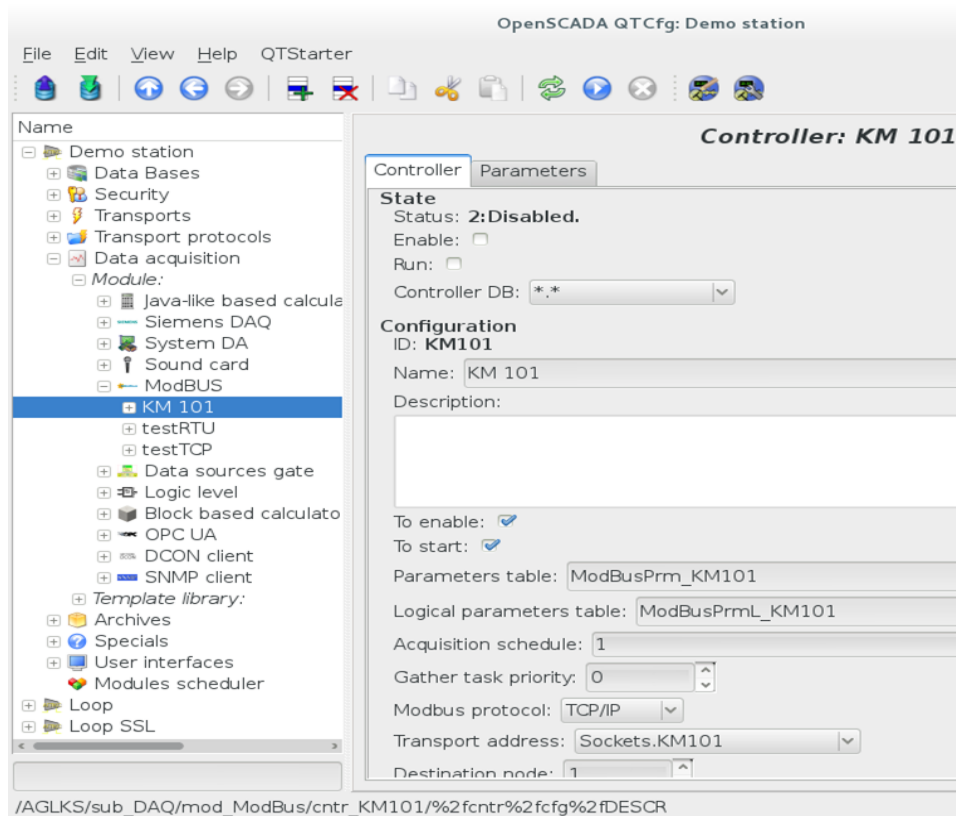 OpenSCADA QTCfg: Demo station
File Edit View Help QTStarter
Name
Demo station
Data Bases
Security
Transports
Transport protocols
Data acquisition
Module:
Java-like based calcula
Siemens DAQ
System DA
Sound card
ModBUS
KM 101
testRTU
testTCP
Data sources gate
Logic level
Block based calculato
OPC UA
DCON client
SNMP client
Template library:
Archives
Specials
User interfaces
Modules scheduler
Loop
Loop SSL
Controller: KM 101
Controller Parameters
State
Status: 2:Disabled.
Enable:
Run:
Controller DB: *.*
Configuration
ID: KM101
Name: KM 101
Description:
To enable:
To start:
Parameters table: ModBusPrm_KM101
Logical parameters table: ModBusPrmL_KM101
Acquisition schedule: 1
Gather task priority: 0
Modbus protocol: TCP/IP
Transport address: Sockets.KM101
Destination node: 1
/AGLKS/sub_DAQ/mod_ModBus/cntr_KM101/%2fcntr%2fcfg%2fDESCR